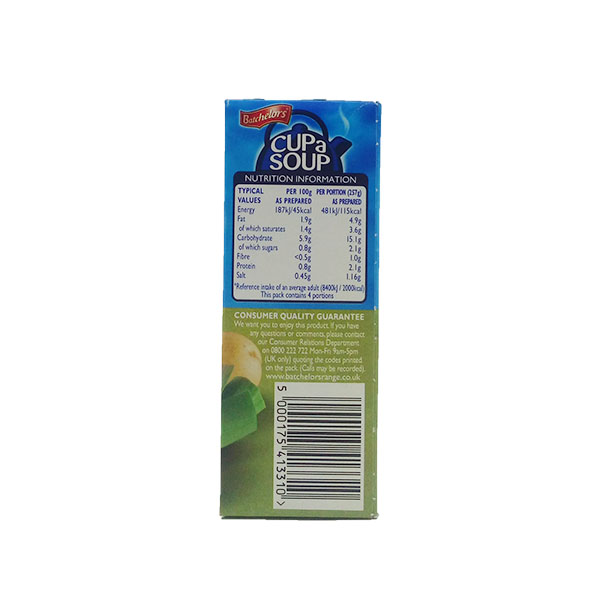 Batchelors
CUPa
SOUP
NUTRITION INFORMATION
TYPICAL VALUES PER 100g AS PREPARED PER PORTION (257g) AS PREPARED
Energy 187kJ/45kcal 481kJ/115kcal
Fat 1.9g 4.9g
of which saturates 1.4g 3.6g
Carbohydrate 5.9g 15.1g
of which sugars 0.8g 2.1g
Fibre <0.5g 1.0g
Protein 0.8g 2.1g
Salt 0.45g 1.16g
*Reference intake of an average adult (8400kJ / 2000kcal)
This pack contains 4 portions
CONSUMER QUALITY GUARANTEE
We want you to enjoy this product. If you have
any questions or comments, please contact
our Consumer Relations Department
on 0800 222 722 Mon-Fri 9am-5pm
(UK only) quoting the codes printed
on the pack. (Calls may be recorded).
www.batchelorsrange.co.uk
5 000175 413310 >